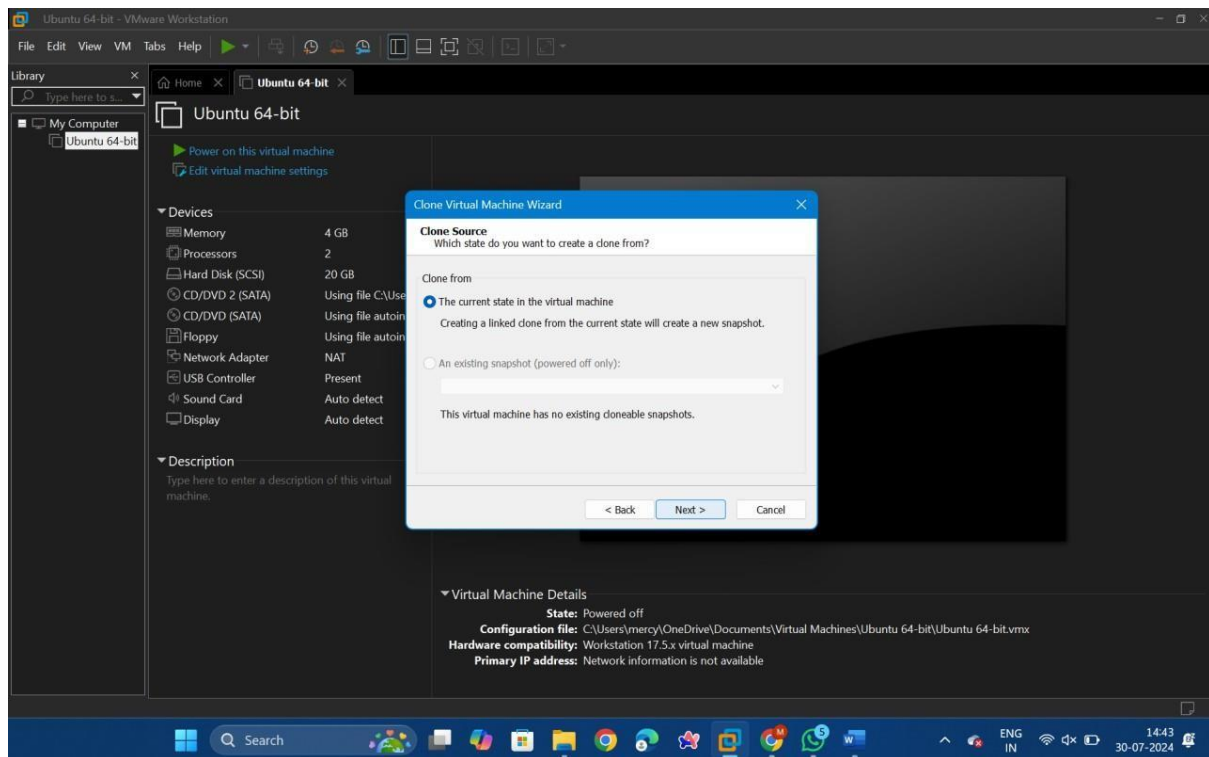 Ubuntu 64-bit - VMware Workstation
File Edit View VM Tabs Help
Library
Type here to s...
My Computer
Ubuntu 64-bit
Home
Ubuntu 64-bit
Ubuntu 64-bit
Power on this virtual machine
Edit virtual machine settings
Devices
Memory 4 GB
Processors 2
Hard Disk (SCSI) 20 GB
CD/DVD 2 (SATA) Using file C:\Use
CD/DVD (SATA) Using file autoin
Floppy Using file autoin
Network Adapter NAT
USB Controller Present
Sound Card Auto detect
Display Auto detect
Description
Type here to enter a description of this virtual
machine.
Clone Virtual Machine Wizard
Clone Source
Which state do you want to create a clone from?
Clone from
The current state in the virtual machine
Creating a linked clone from the current state will create a new snapshot.
An existing snapshot (powered off only):
This virtual machine has no existing cloneable snapshots.
< Back Next > Cancel
Virtual Machine Details
State: Powered off
Configuration file: C:\Users\mercy\OneDrive\Documents\Virtual Machines\Ubuntu 64-bit\Ubuntu 64-bit.vmx
Hardware compatibility: Workstation 17.5.x virtual machine
Primary IP address: Network information is not available
Search
ENG
IN
14:43
30-07-2024